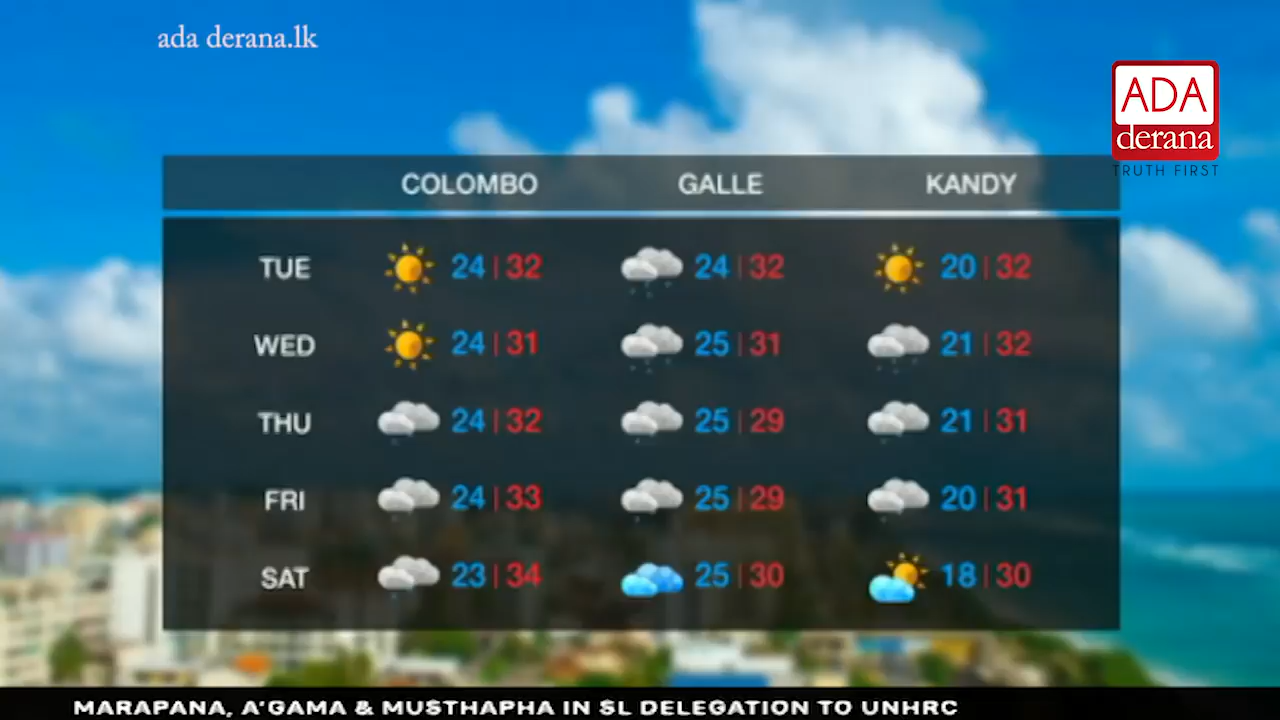 ada derana.lk
ADA
derana
TRUTH FIRST
COLOMBO GALLE KANDY
TUE 24 | 32 24 | 32 20 | 32
WED 24 | 31 25 | 31 21 | 32
THU 24 | 32 25 | 29 21 | 31
FRI 24 | 33 25 | 29 20 | 31
SAT 23 | 34 25 | 30 18 | 30
MARAPANA, A'GAMA & MUSTHAPHA IN SL DELEGATION TO UNHRC